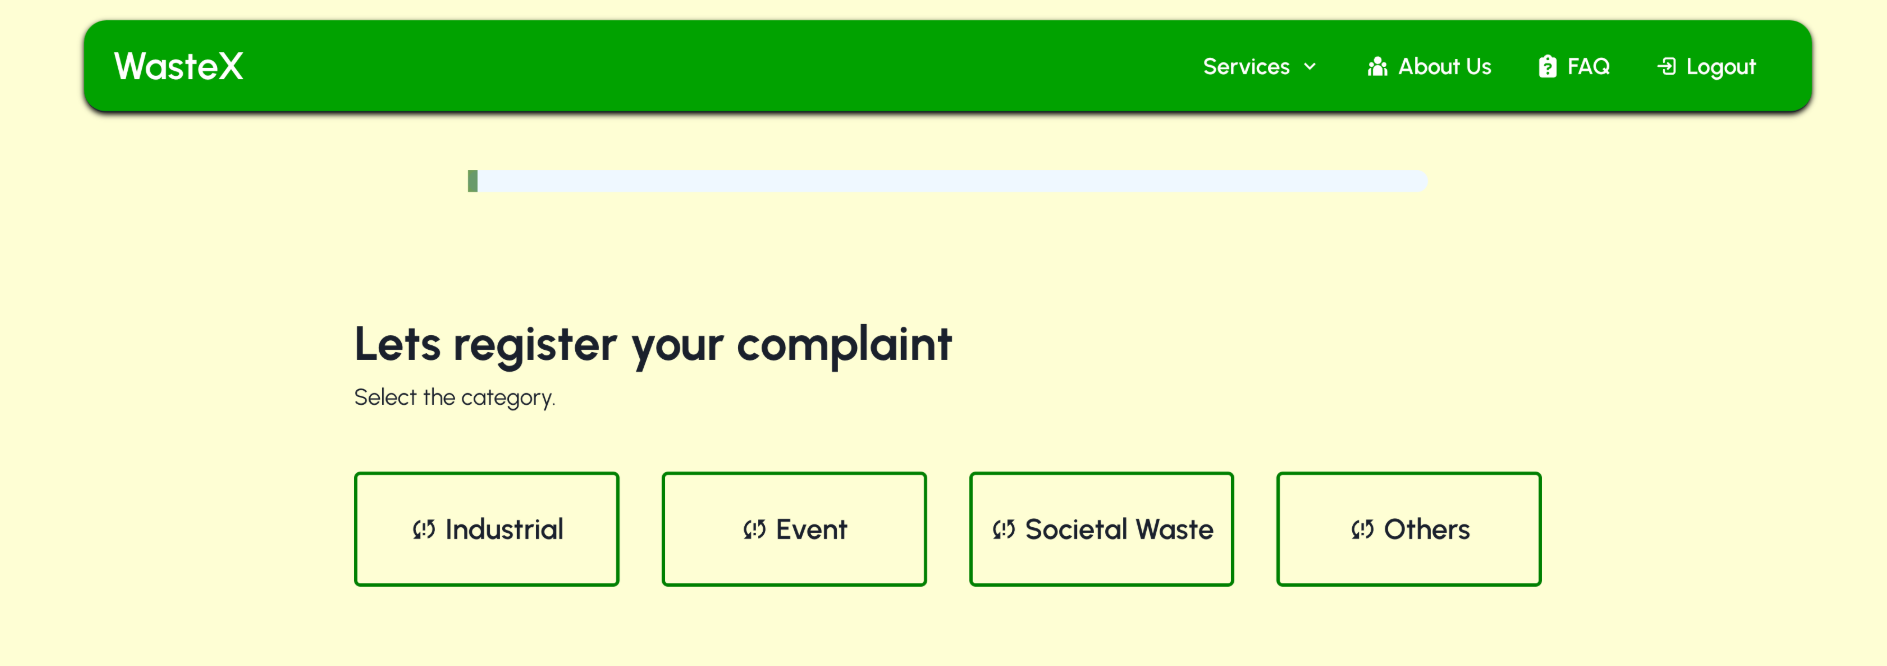 WasteX
Services
About Us
FAQ
Logout
Lets register your complaint
Select the category.
Industrial
Event
Societal Waste
Others